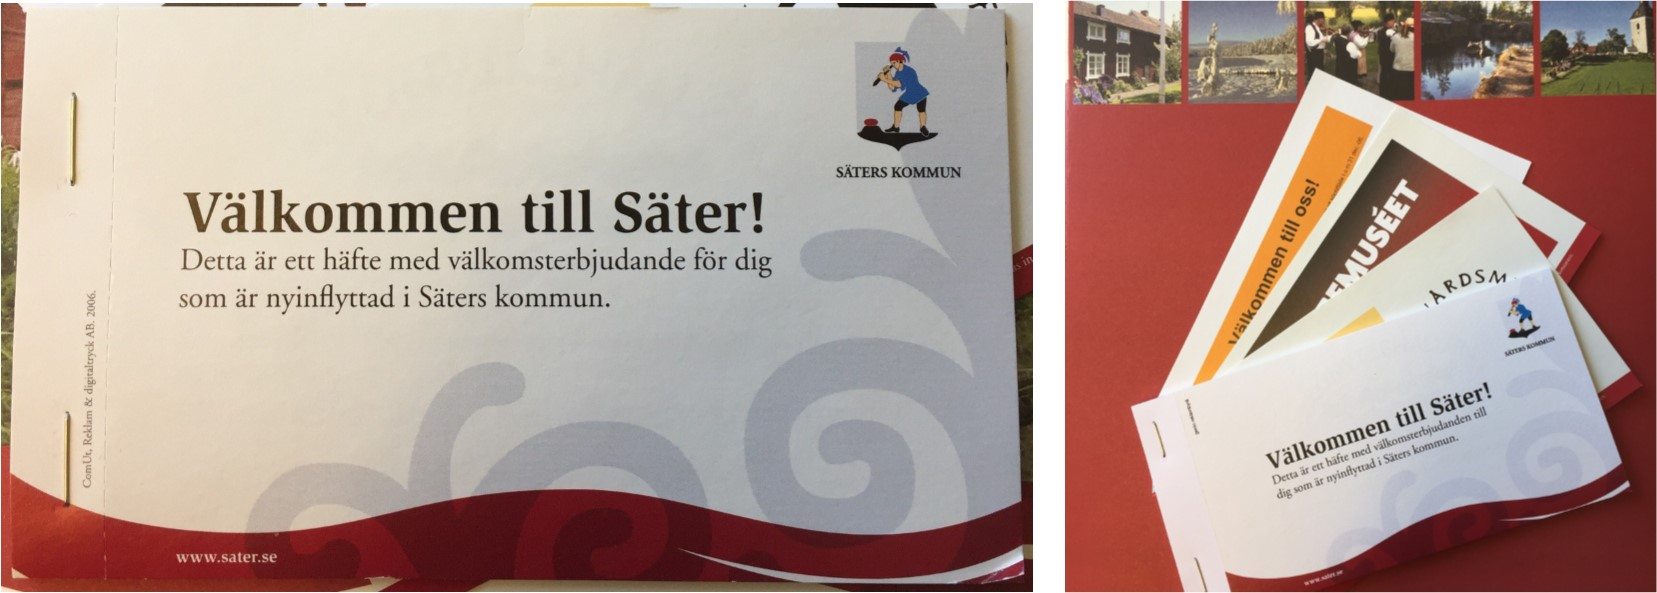 SÄTERS KOMMUN
Välkommen till Säter!
Detta är ett häfte med välkomsterbjudande för dig
som är nyinflyttad i Säters kommun.
ComUt, Reklam & digitaltryck AB. 2006.
www.sater.se
Välkommen till oss!
EMUSÉET
ÅRDSM
SÄTERS KOMMUN
Välkommen till Säter!
Detta är ett häfte med välkomsterbjudanden till
dig som är nyinflyttad i Säters kommun.
www.sater.se